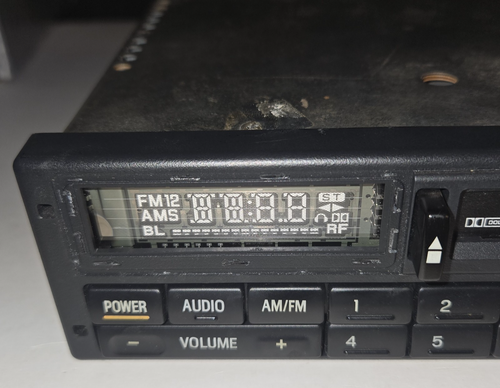 FM12 ST
AMS
BL RF
POWER AUDIO AM/FM 1 2
- VOLUME + 4 5